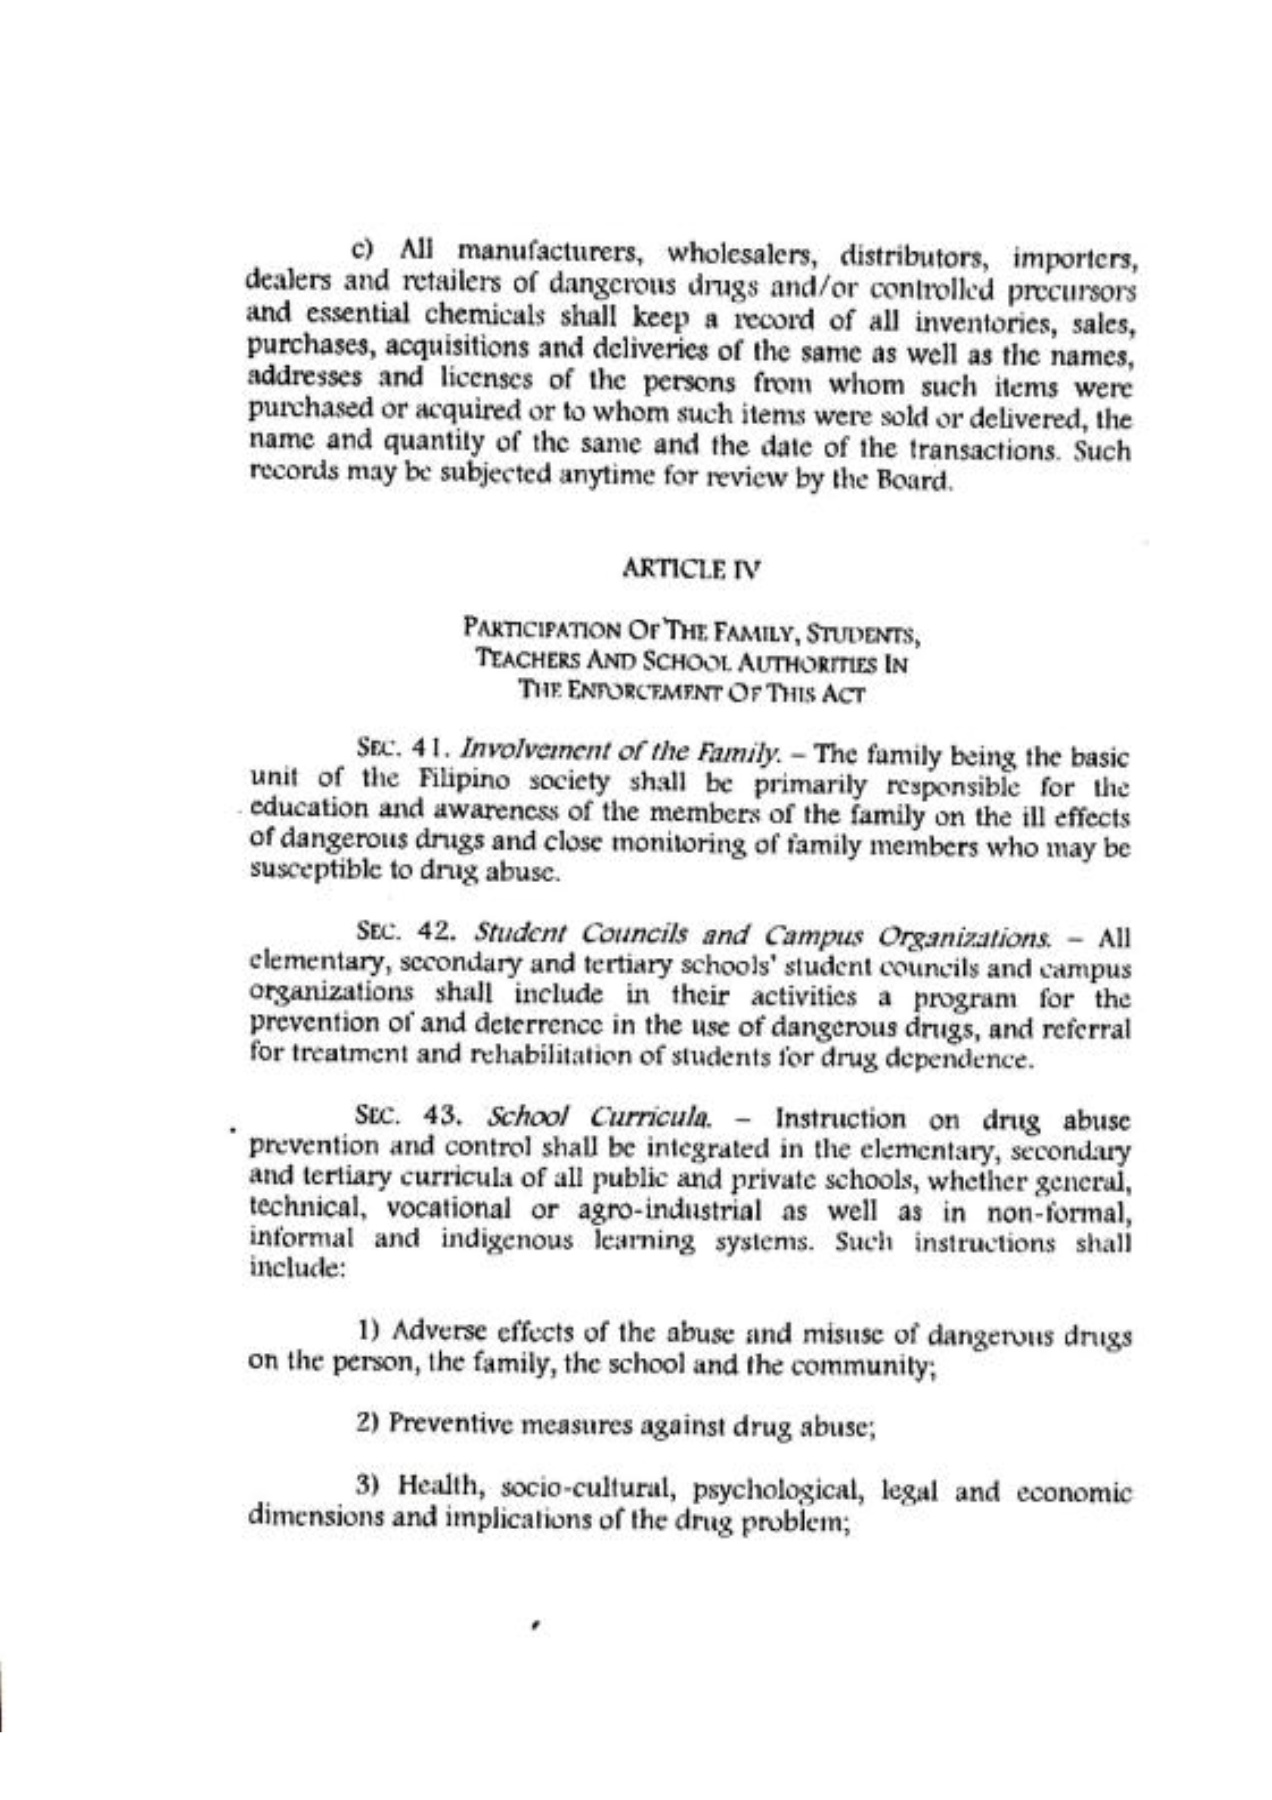 c) All manufacturers, wholesalers, distributors, importers,
dealers and retailers of dangerous drugs and/or controlled precursors
and essential chemicals shall keep a record of all inventories, sales,
purchases, acquisitions and deliveries of the same as well as the names,
addresses and licenses of the persons from whom such items were
purchased or acquired or to whom such items were sold or delivered, the
name and quantity of the same and the date of the transactions. Such
records may be subjected anytime for review by the Board.
ARTICLE IV
PARTICIPATION OF THE FAMILY, STUDENTS,
TEACHERS AND SCHOOL AUTHORITIES IN
THE ENFORCEMENT OF THIS ACT
SEC. 41. Involvement of the Family. – The family being the basic
unit of the Filipino society shall be primarily responsible for the
education and awareness of the members of the family on the ill effects
of dangerous drugs and close monitoring of family members who may be
susceptible to drug abuse.
SEC. 42. Student Councils and Campus Organizations. – All
elementary, secondary and tertiary schools' student councils and campus
organizations shall include in their activities a program for the
prevention of and deterrence in the use of dangerous drugs, and referral
for treatment and rehabilitation of students for drug dependence.
SEC. 43. School Curricula. – Instruction on drug abuse
prevention and control shall be integrated in the elementary, secondary
and tertiary curricula of all public and private schools, whether general,
technical, vocational or agro-industrial as well as in non-formal,
informal and indigenous learning systems. Such instructions shall
include:
1) Adverse effects of the abuse and misuse of dangerous drugs
on the person, the family, the school and the community;
2) Preventive measures against drug abuse;
3) Health, socio-cultural, psychological, legal and economic
dimensions and implications of the drug problem;